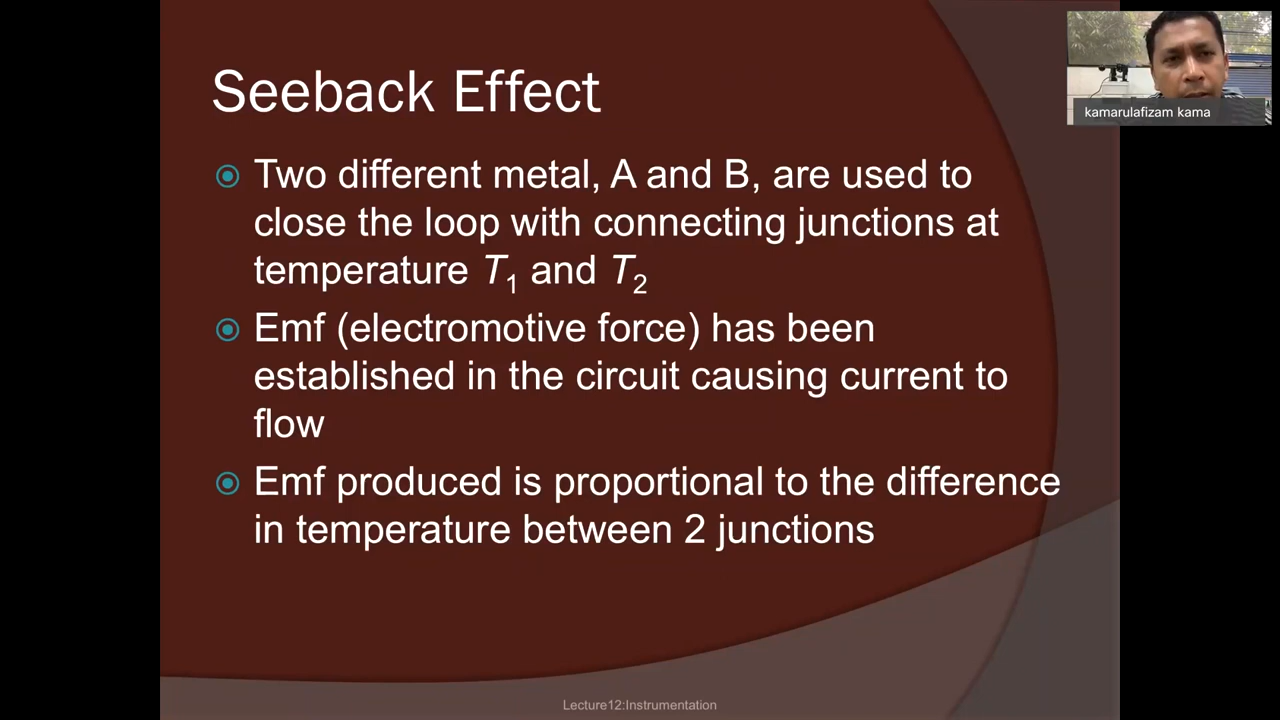 Seeback Effect
kamarulafizam kama
Two different metal, A and B, are used to
close the loop with connecting junctions at
temperature T1 and T2
Emf (electromotive force) has been
established in the circuit causing current to
flow
Emf produced is proportional to the difference
in temperature between 2 junctions
Lecture12:Instrumentation